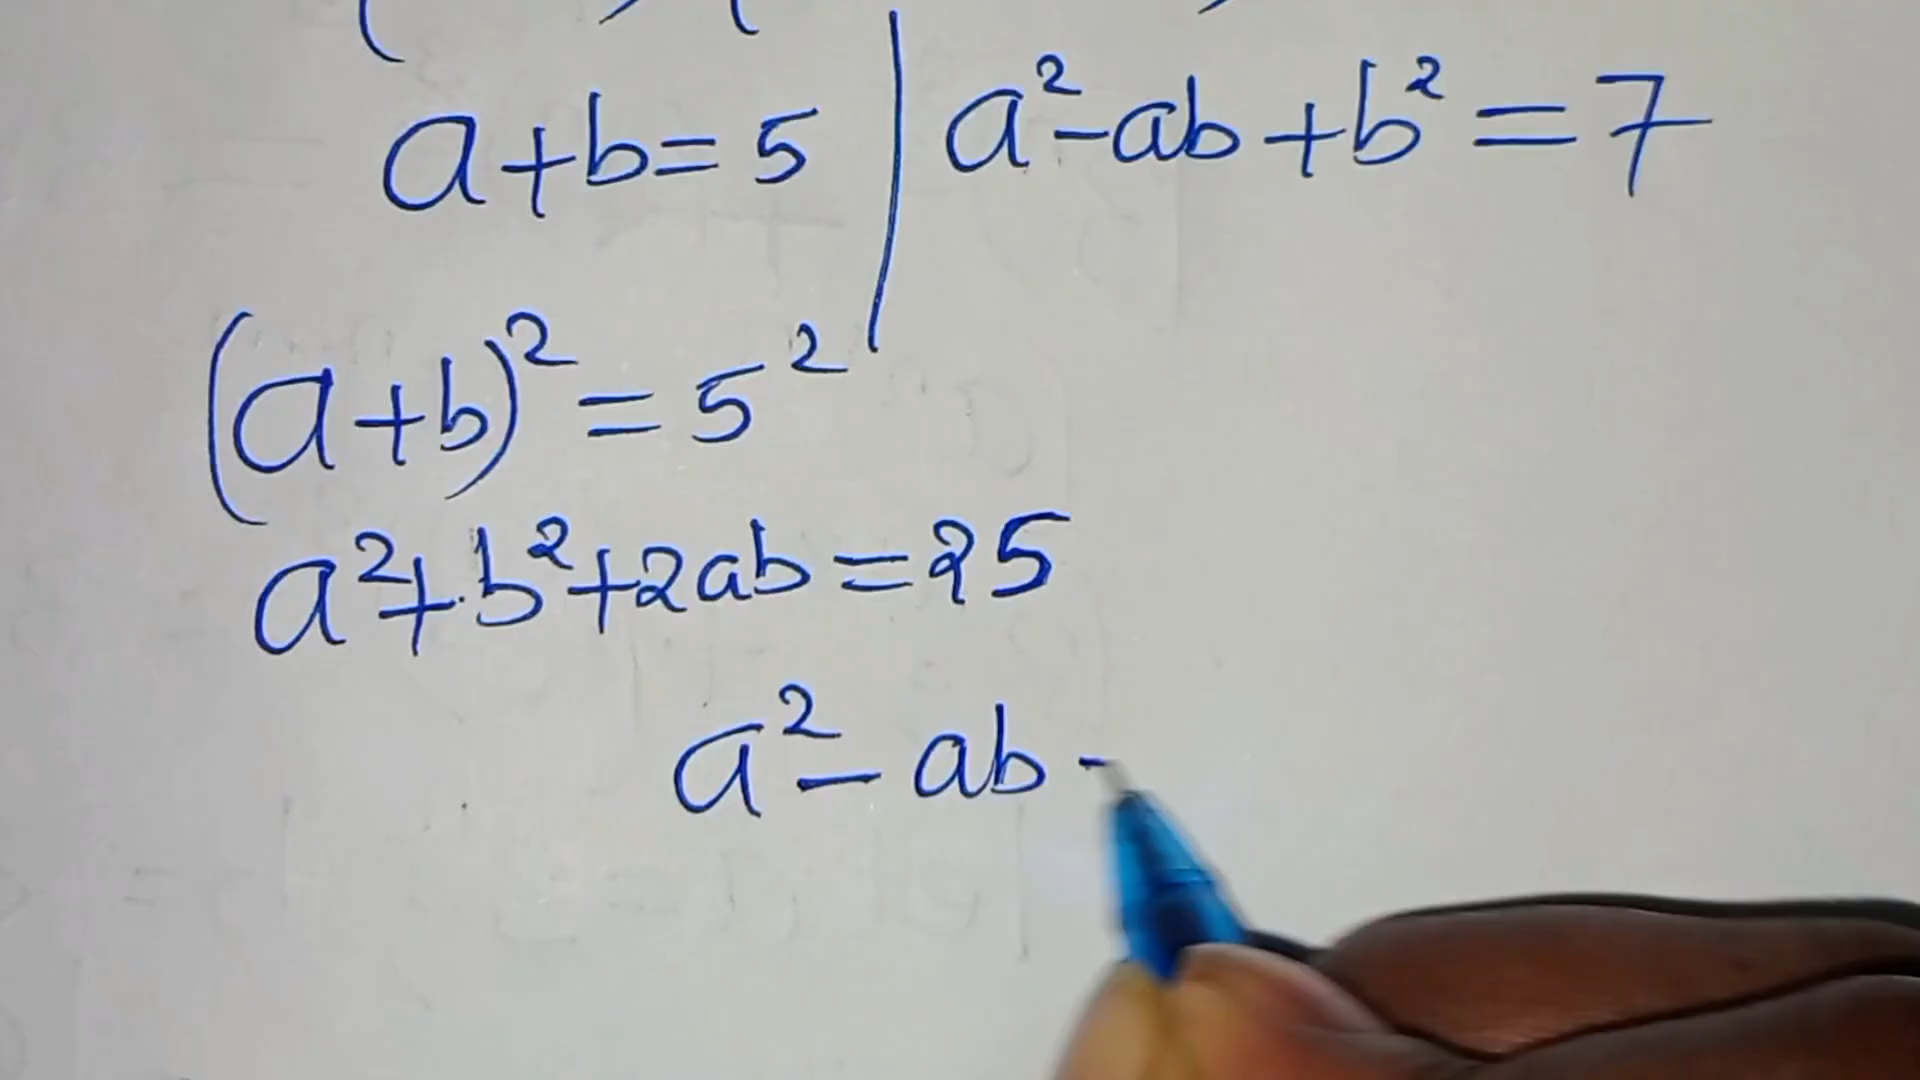 a+b=5 | a²-ab+b²=7
(a+b)²=5²
a²+b²+2ab=25
a²-ab-